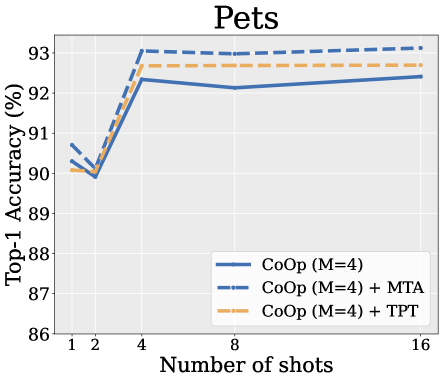 Pets
Top-1 Accuracy (%)
93
92
91
90
89
88
87
86
CoOp (M=4)
CoOp (M=4) + MTA
CoOp (M=4) + TPT
1 2 4 8 16
Number of shots